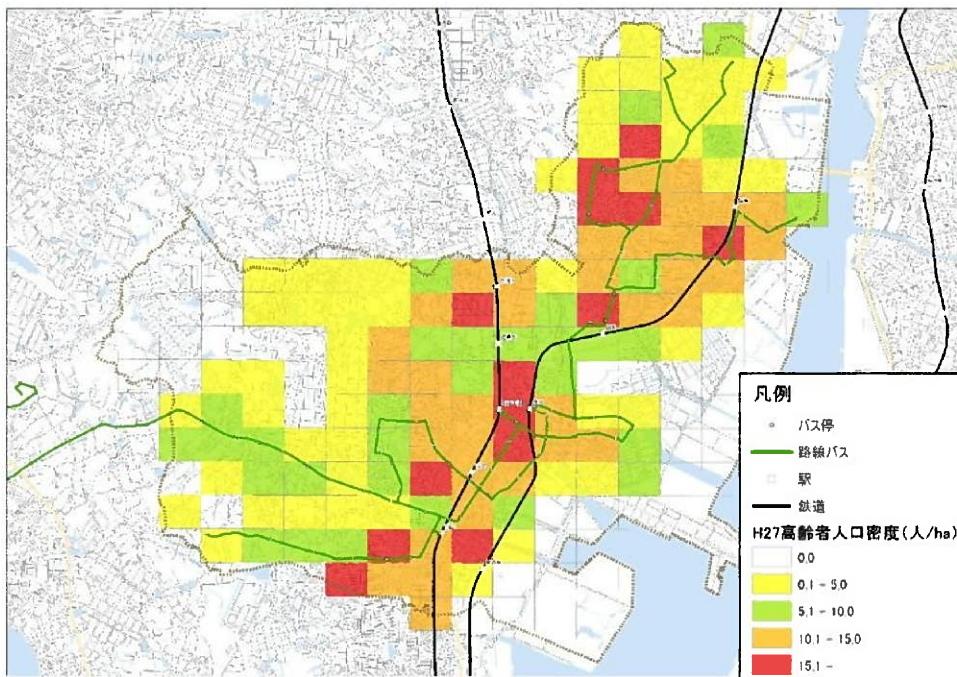 凡例
バス停
路線バス
駅
鉄道
H27高齢者人口密度(人/ha)
0.0
0.1 - 5.0
5.1 - 10.0
10.1 - 15.0
15.1 -